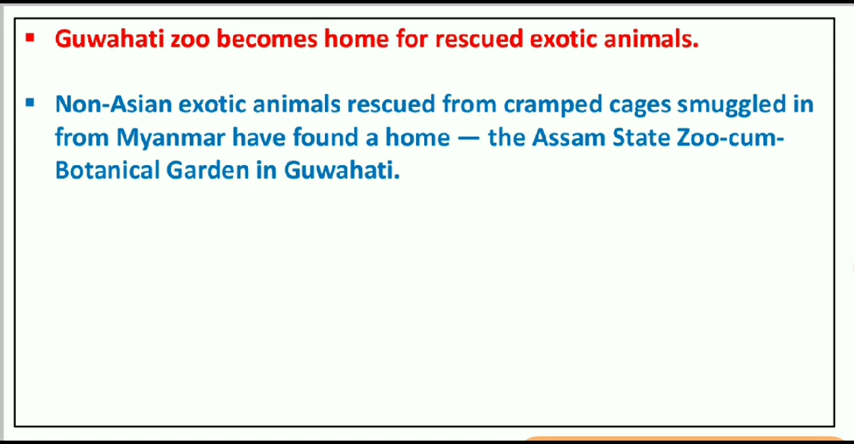 ▪ Guwahati zoo becomes home for rescued exotic animals.
▪ Non-Asian exotic animals rescued from cramped cages smuggled in
from Myanmar have found a home — the Assam State Zoo-cum-
Botanical Garden in Guwahati.